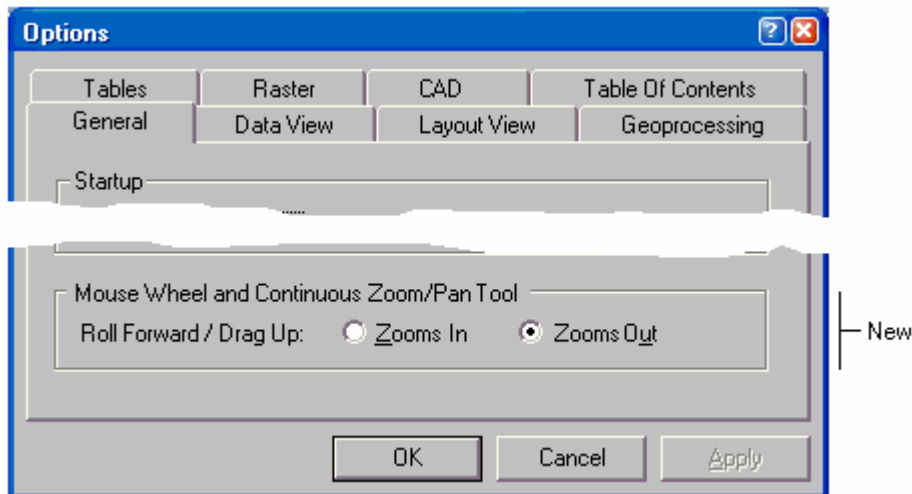 Options
Tables Raster CAD Table Of Contents
General Data View Layout View Geoprocessing
Startup
Mouse Wheel and Continuous Zoom/Pan Tool
Roll Forward / Drag Up: Zooms In Zooms Out
New
OK Cancel Apply